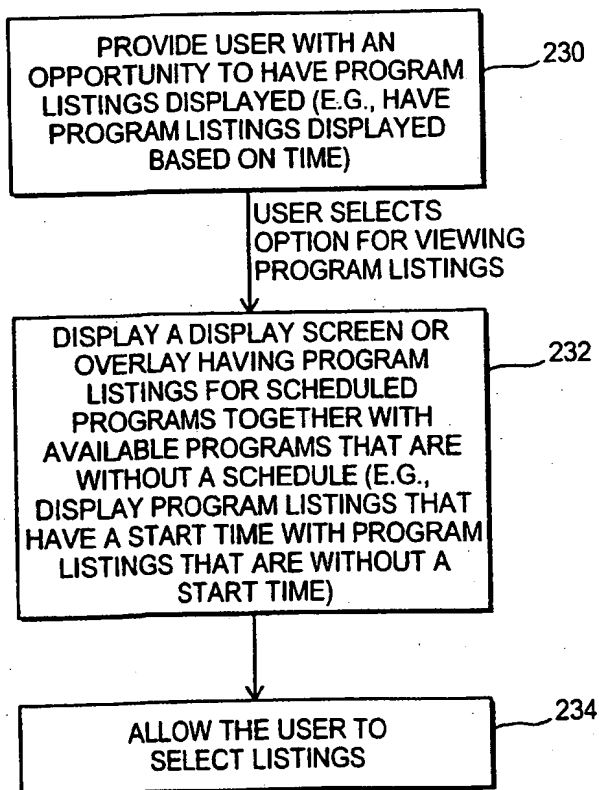 PROVIDE USER WITH AN
OPPORTUNITY TO HAVE PROGRAM
LISTINGS DISPLAYED (E.G., HAVE
PROGRAM LISTINGS DISPLAYED
BASED ON TIME)
230
USER SELECTS
OPTION FOR VIEWING
PROGRAM LISTINGS
DISPLAY A DISPLAY SCREEN OR
OVERLAY HAVING PROGRAM
LISTINGS FOR SCHEDULED
PROGRAMS TOGETHER WITH
AVAILABLE PROGRAMS THAT ARE
WITHOUT A SCHEDULE (E.G.,
DISPLAY PROGRAM LISTINGS THAT
HAVE A START TIME WITH PROGRAM
LISTINGS THAT ARE WITHOUT A
START TIME)
232
ALLOW THE USER TO
SELECT LISTINGS
234